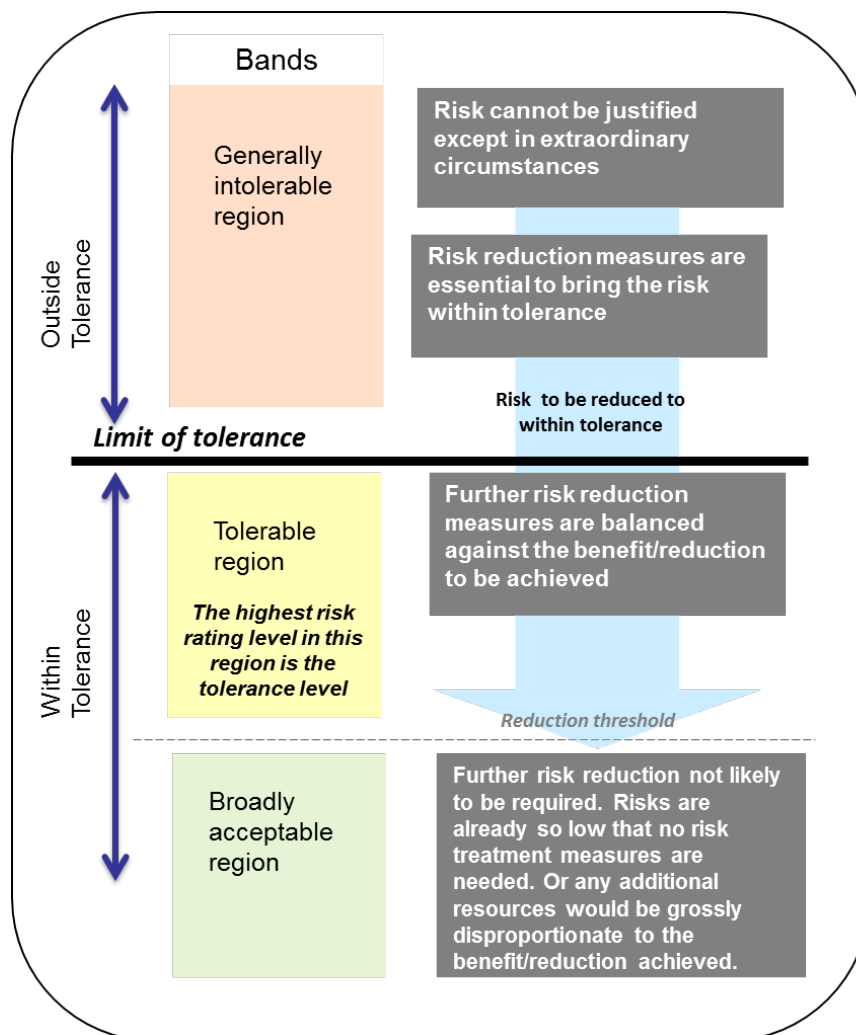 Bands
Outside
Tolerance
Generally
intolerable
region
Risk cannot be justified
except in extraordinary
circumstances
Risk reduction measures are
essential to bring the risk
within tolerance
Risk to be reduced to
within tolerance
Limit of tolerance
Within
Tolerance
Tolerable
region
The highest risk
rating level in this
region is the
tolerance level
Further risk reduction
measures are balanced
against the benefit/reduction
to be achieved
Reduction threshold
Broadly
acceptable
region
Further risk reduction not likely
to be required. Risks are
already so low that no risk
treatment measures are
needed. Or any additional
resources would be grossly
disproportionate to the
benefit/reduction achieved.